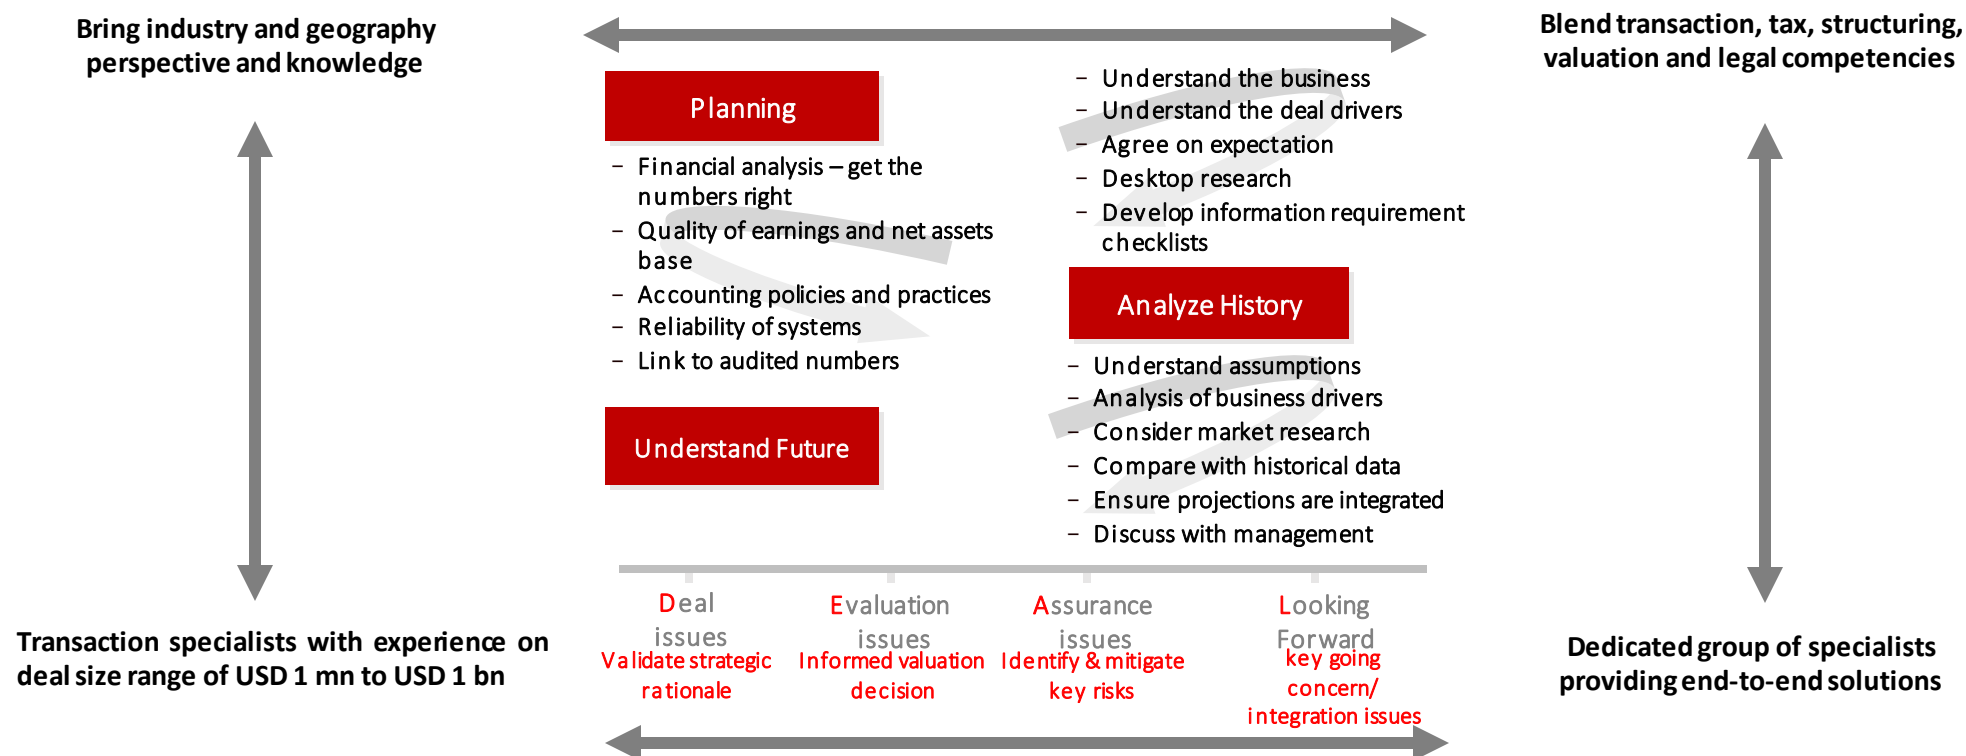 Bring industry and geography
perspective and knowledge
Blend transaction, tax, structuring,
valuation and legal competencies
Planning
– Understand the business
– Understand the deal drivers
– Agree on expectation
– Desktop research
– Develop information requirement
checklists
– Financial analysis – get the
numbers right
– Quality of earnings and net assets
base
– Accounting policies and practices
– Reliability of systems
– Link to audited numbers
Analyze History
– Understand assumptions
– Analysis of business drivers
– Consider market research
– Compare with historical data
– Ensure projections are integrated
– Discuss with management
Understand Future
Deal
issues
Validate strategic
rationale
Evaluation
issues
Informed valuation
decision
Assurance
issues
Identify & mitigate
key risks
Looking
Forward
key going
concern/
integration issues
Transaction specialists with experience on
deal size range of USD 1 mn to USD 1 bn
Dedicated group of specialists
providing end-to-end solutions